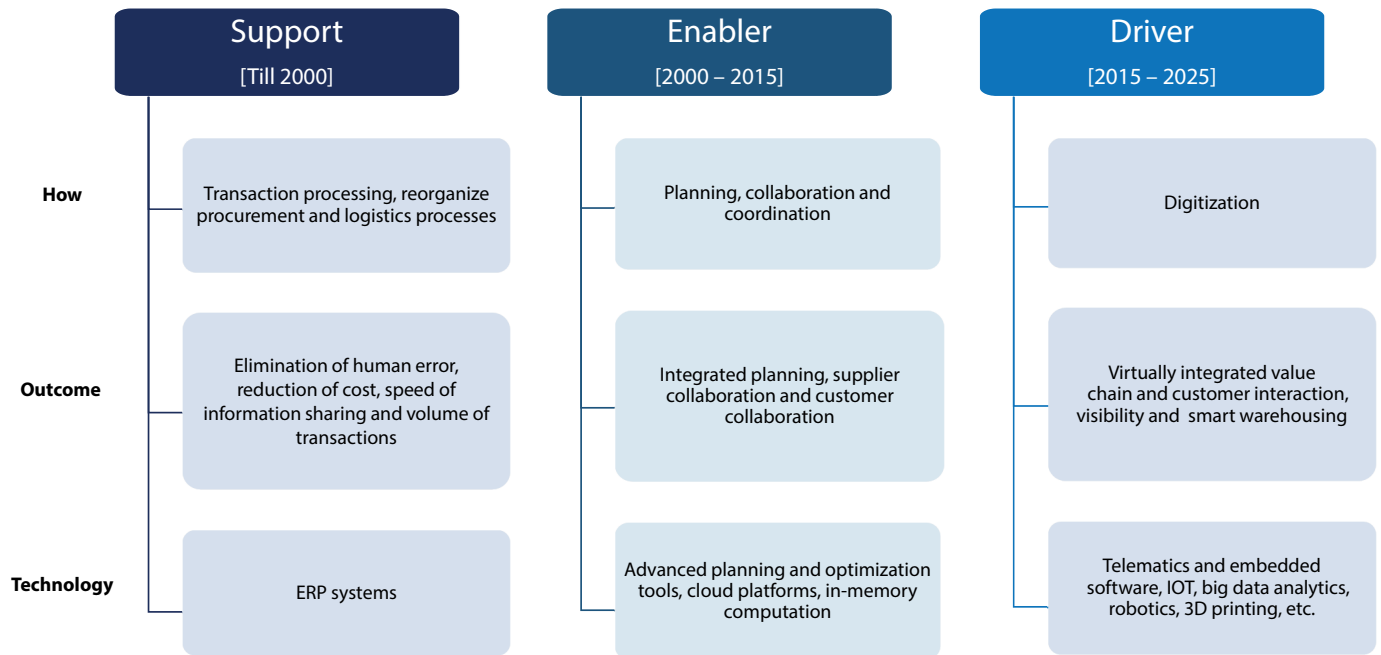 Support
[Till 2000]
Enabler
[2000 – 2015]
Driver
[2015 – 2025]
How
Transaction processing, reorganize
procurement and logistics processes
Planning, collaboration and
coordination
Digitization
Outcome
Elimination of human error,
reduction of cost, speed of
information sharing and volume of
transactions
Integrated planning, supplier
collaboration and customer
collaboration
Virtually integrated value
chain and customer interaction,
visibility and smart warehousing
Technology
ERP systems
Advanced planning and optimization
tools, cloud platforms, in-memory
computation
Telematics and embedded
software, IOT, big data analytics,
robotics, 3D printing, etc.